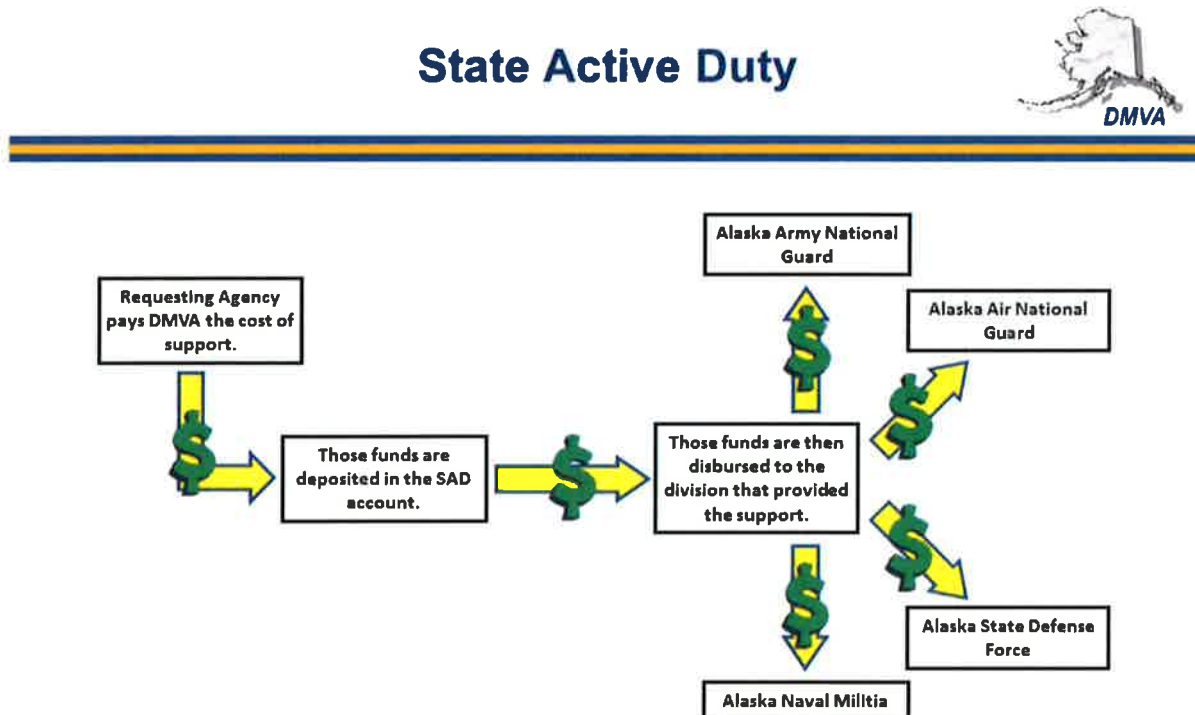 State Active Duty
DMVA
Alaska Army National
Guard
Requesting Agency
pays DMVA the cost of
support.
Alaska Air National
Guard
Those funds are
deposited in the SAD
account.
Those funds are then
disbursed to the
division that provided
the support.
Alaska State Defense
Force
Alaska Naval Militia